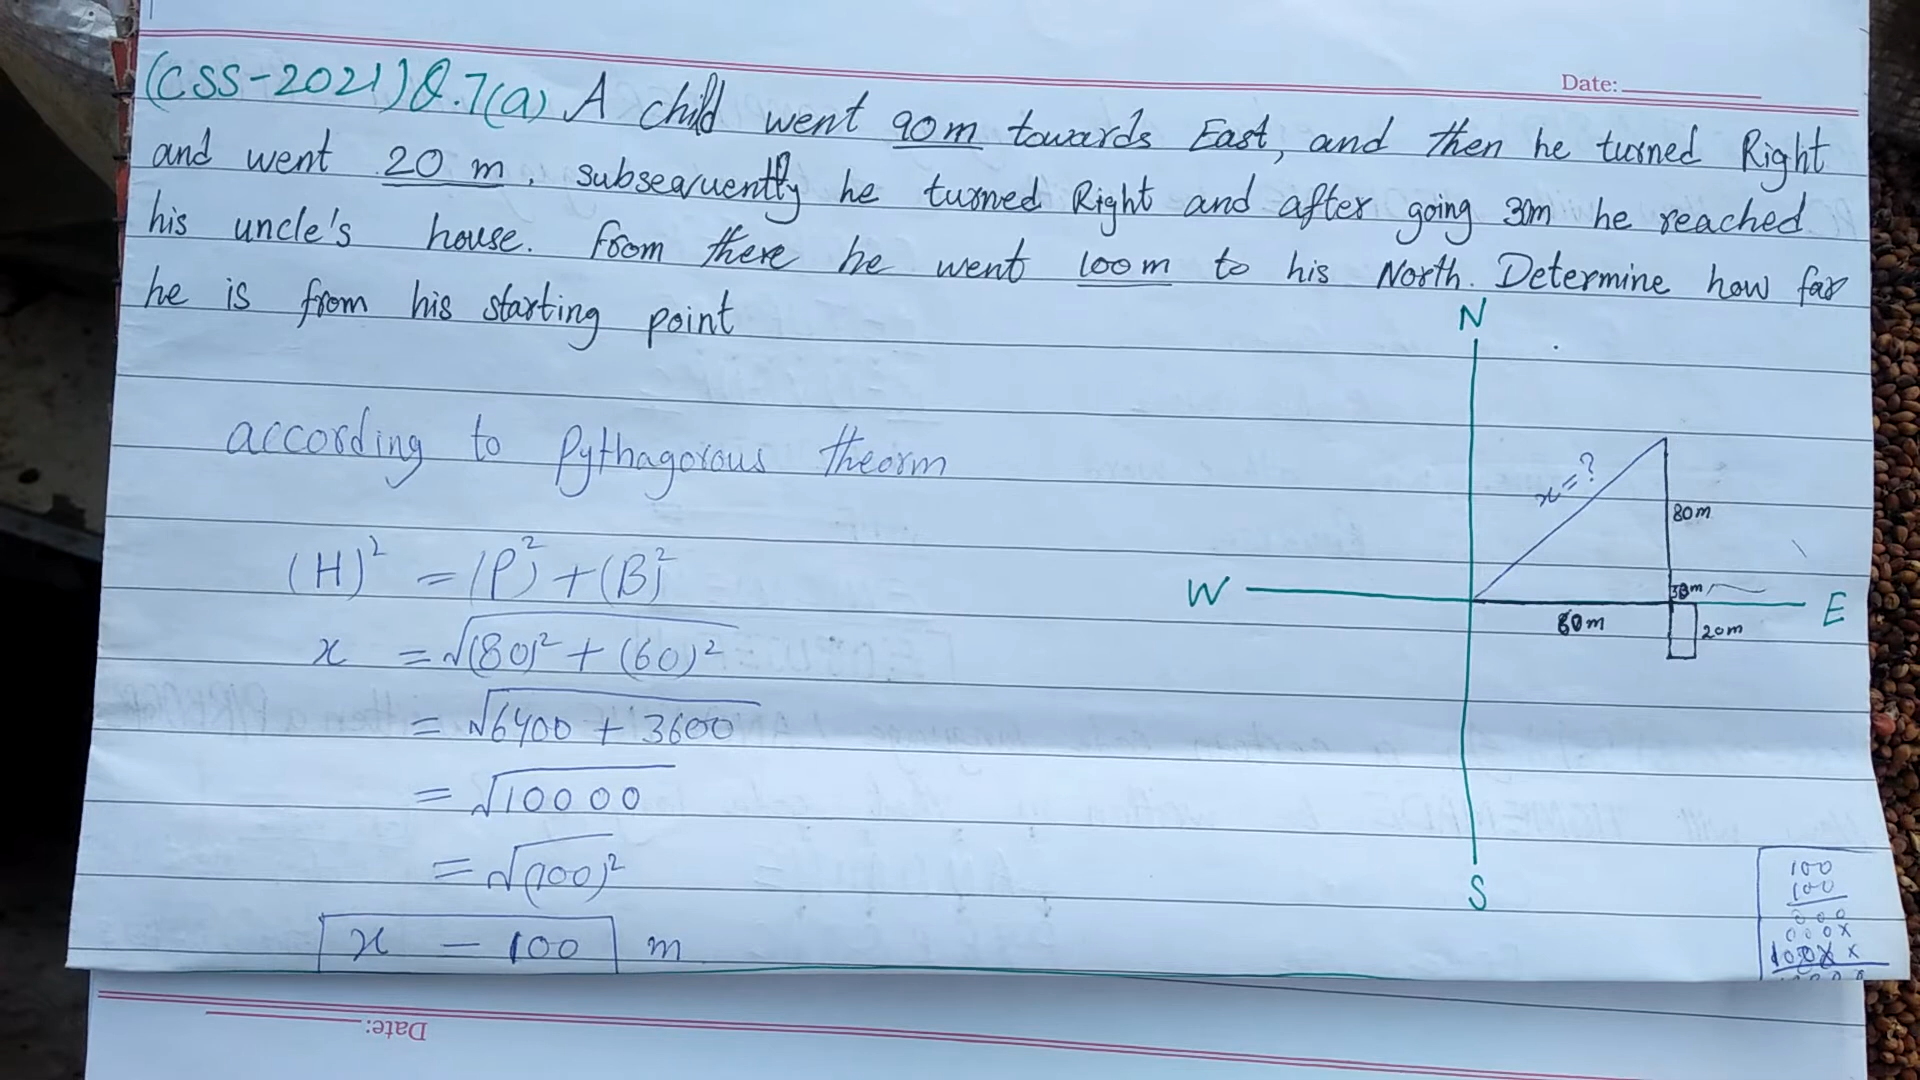 Date:
(CSS-2021) Q.7(a) A child went 90m towards East, and then he turned Right
and went 20 m. subsequently he turned Right and after going 30m he reached
his uncle's house. From there he went 100m to his North. Determine how far
he is from his starting point
according to Pythagorous theorm
(H)² = (P)² + (B)²
x = √(80)² + (60)²
= √6400 + 3600
= √10000
= √(100)²
x = 100 m
N
x=?
80m
W
30m
E
60m
20m
S
100
100
000
000x
100xx
Date: